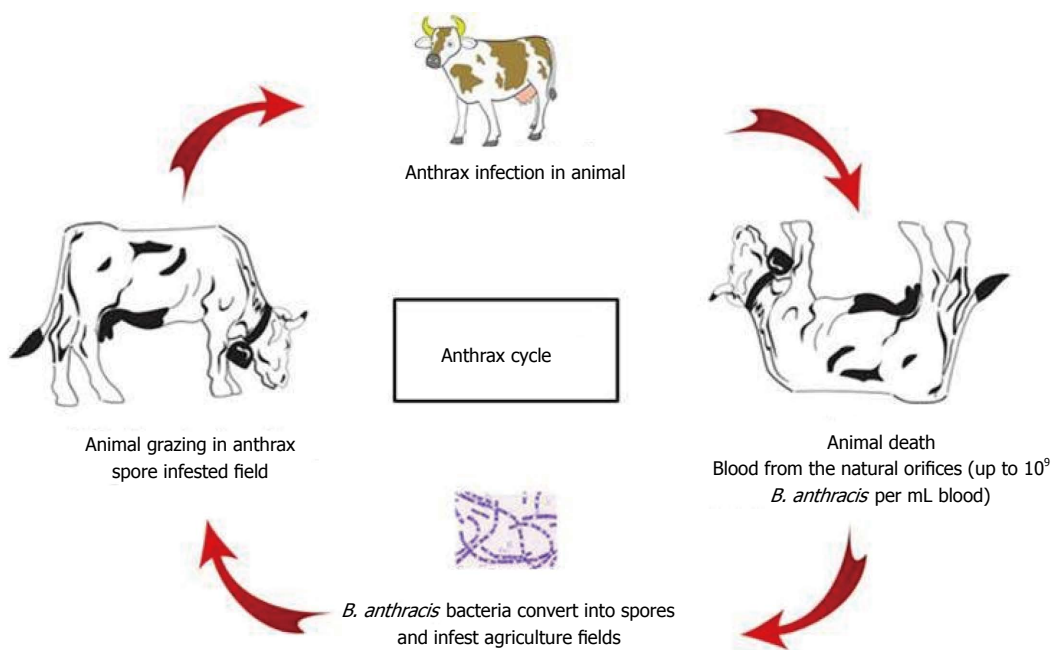 Anthrax infection in animal
Anthrax cycle
Animal grazing in anthrax
spore infested field
Animal death
Blood from the natural orifices (up to 10⁹
B. anthracis per mL blood)
B. anthracis bacteria convert into spores
and infest agriculture fields